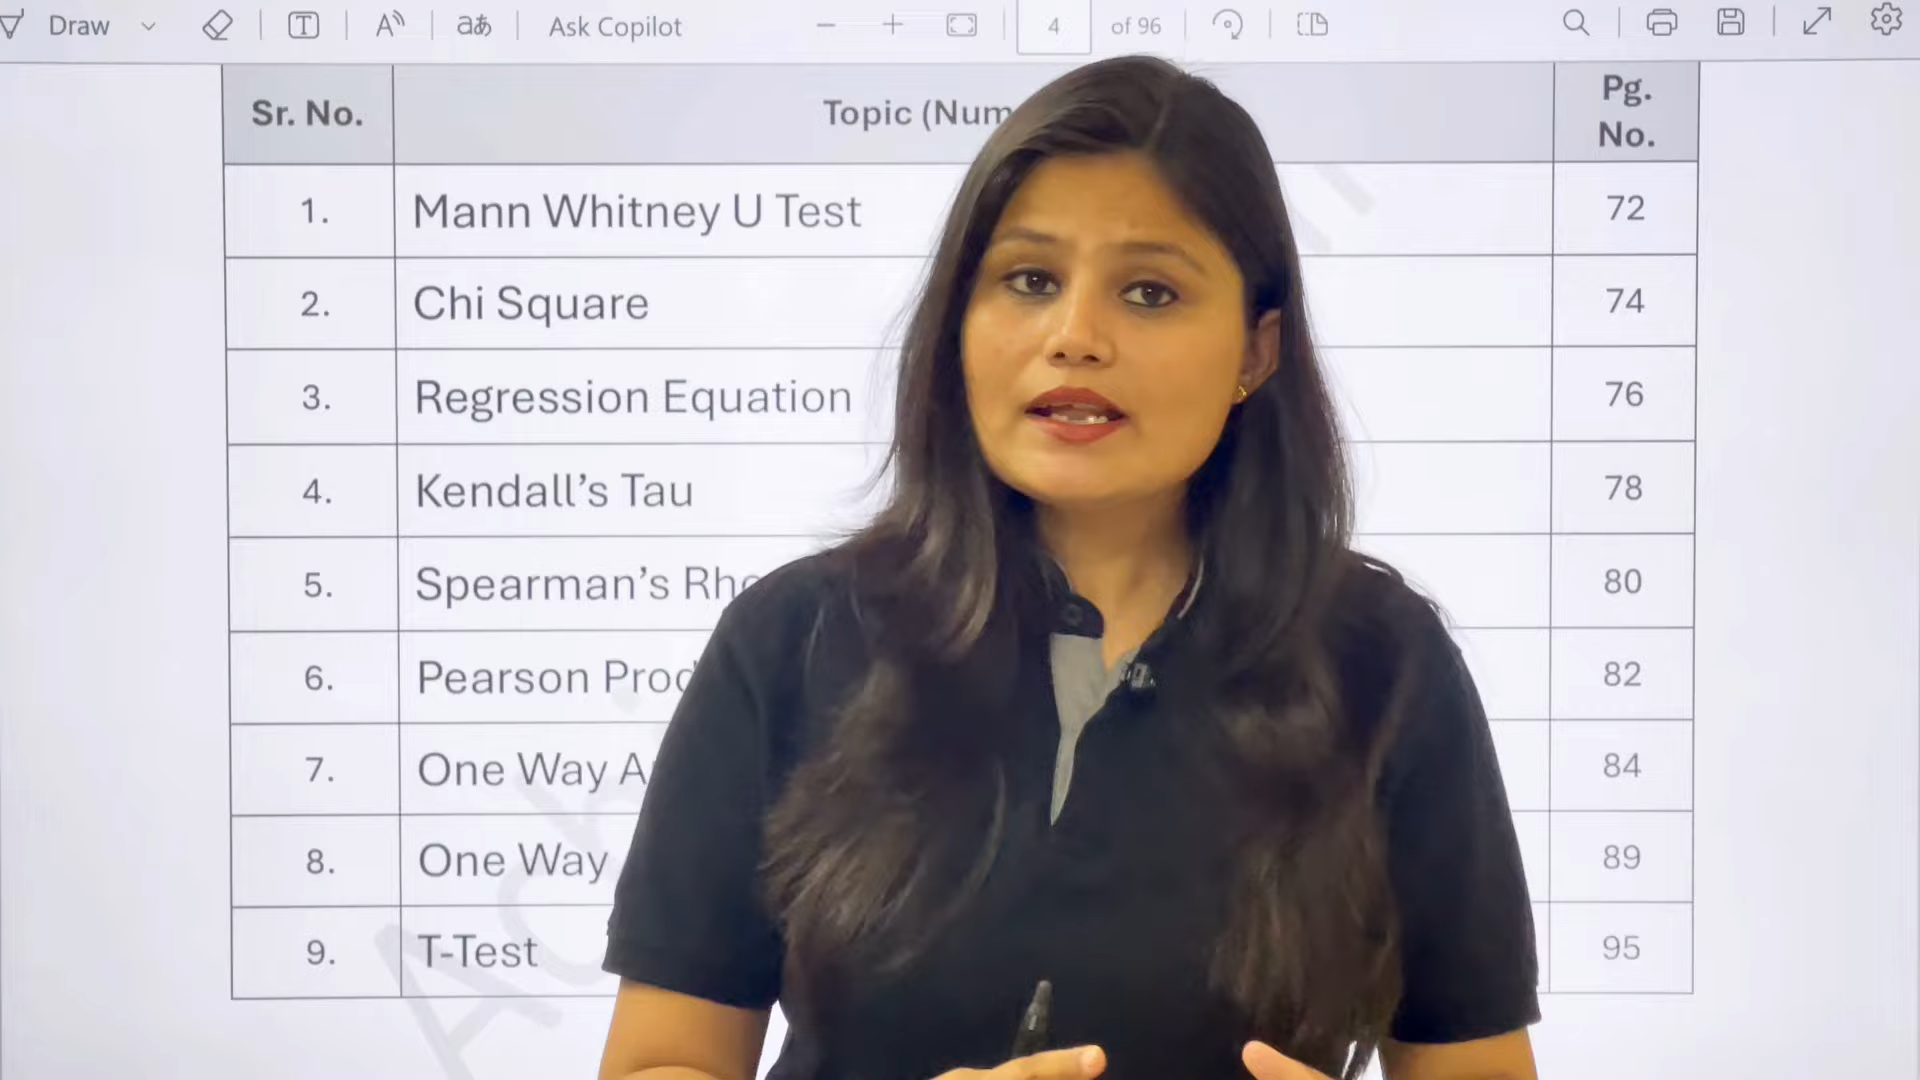 Draw
aあ
Ask Copilot
4 of 96
Sr. No. Topic Pg. No.
1. Mann Whitney U Test 72
2. Chi Square 74
3. Regression Equation 76
4. Kendall’s Tau 78
5. Spearman’s 80
6. Pearson 82
7. One Way 84
8. One Way 89
9. T-Test 95